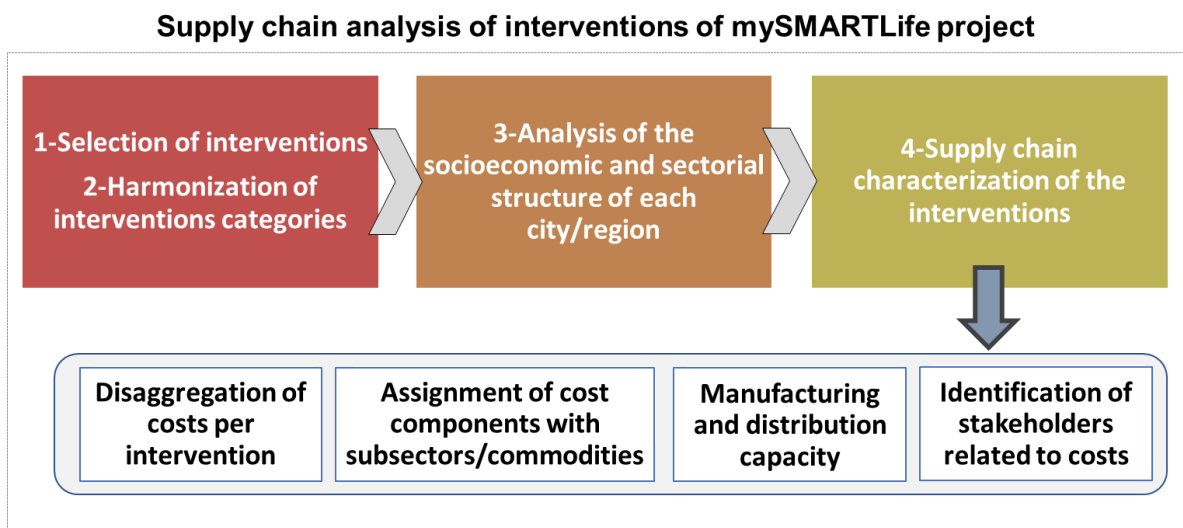 Supply chain analysis of interventions of mySMARTLife project
1-Selection of interventions
2-Harmonization of
interventions categories
3-Analysis of the
socioeconomic and sectorial
structure of each
city/region
4-Supply chain
characterization of the
interventions
Disaggregation of
costs per
intervention
Assignment of cost
components with
subsectors/commodities
Manufacturing
and distribution
capacity
Identification of
stakeholders
related to costs